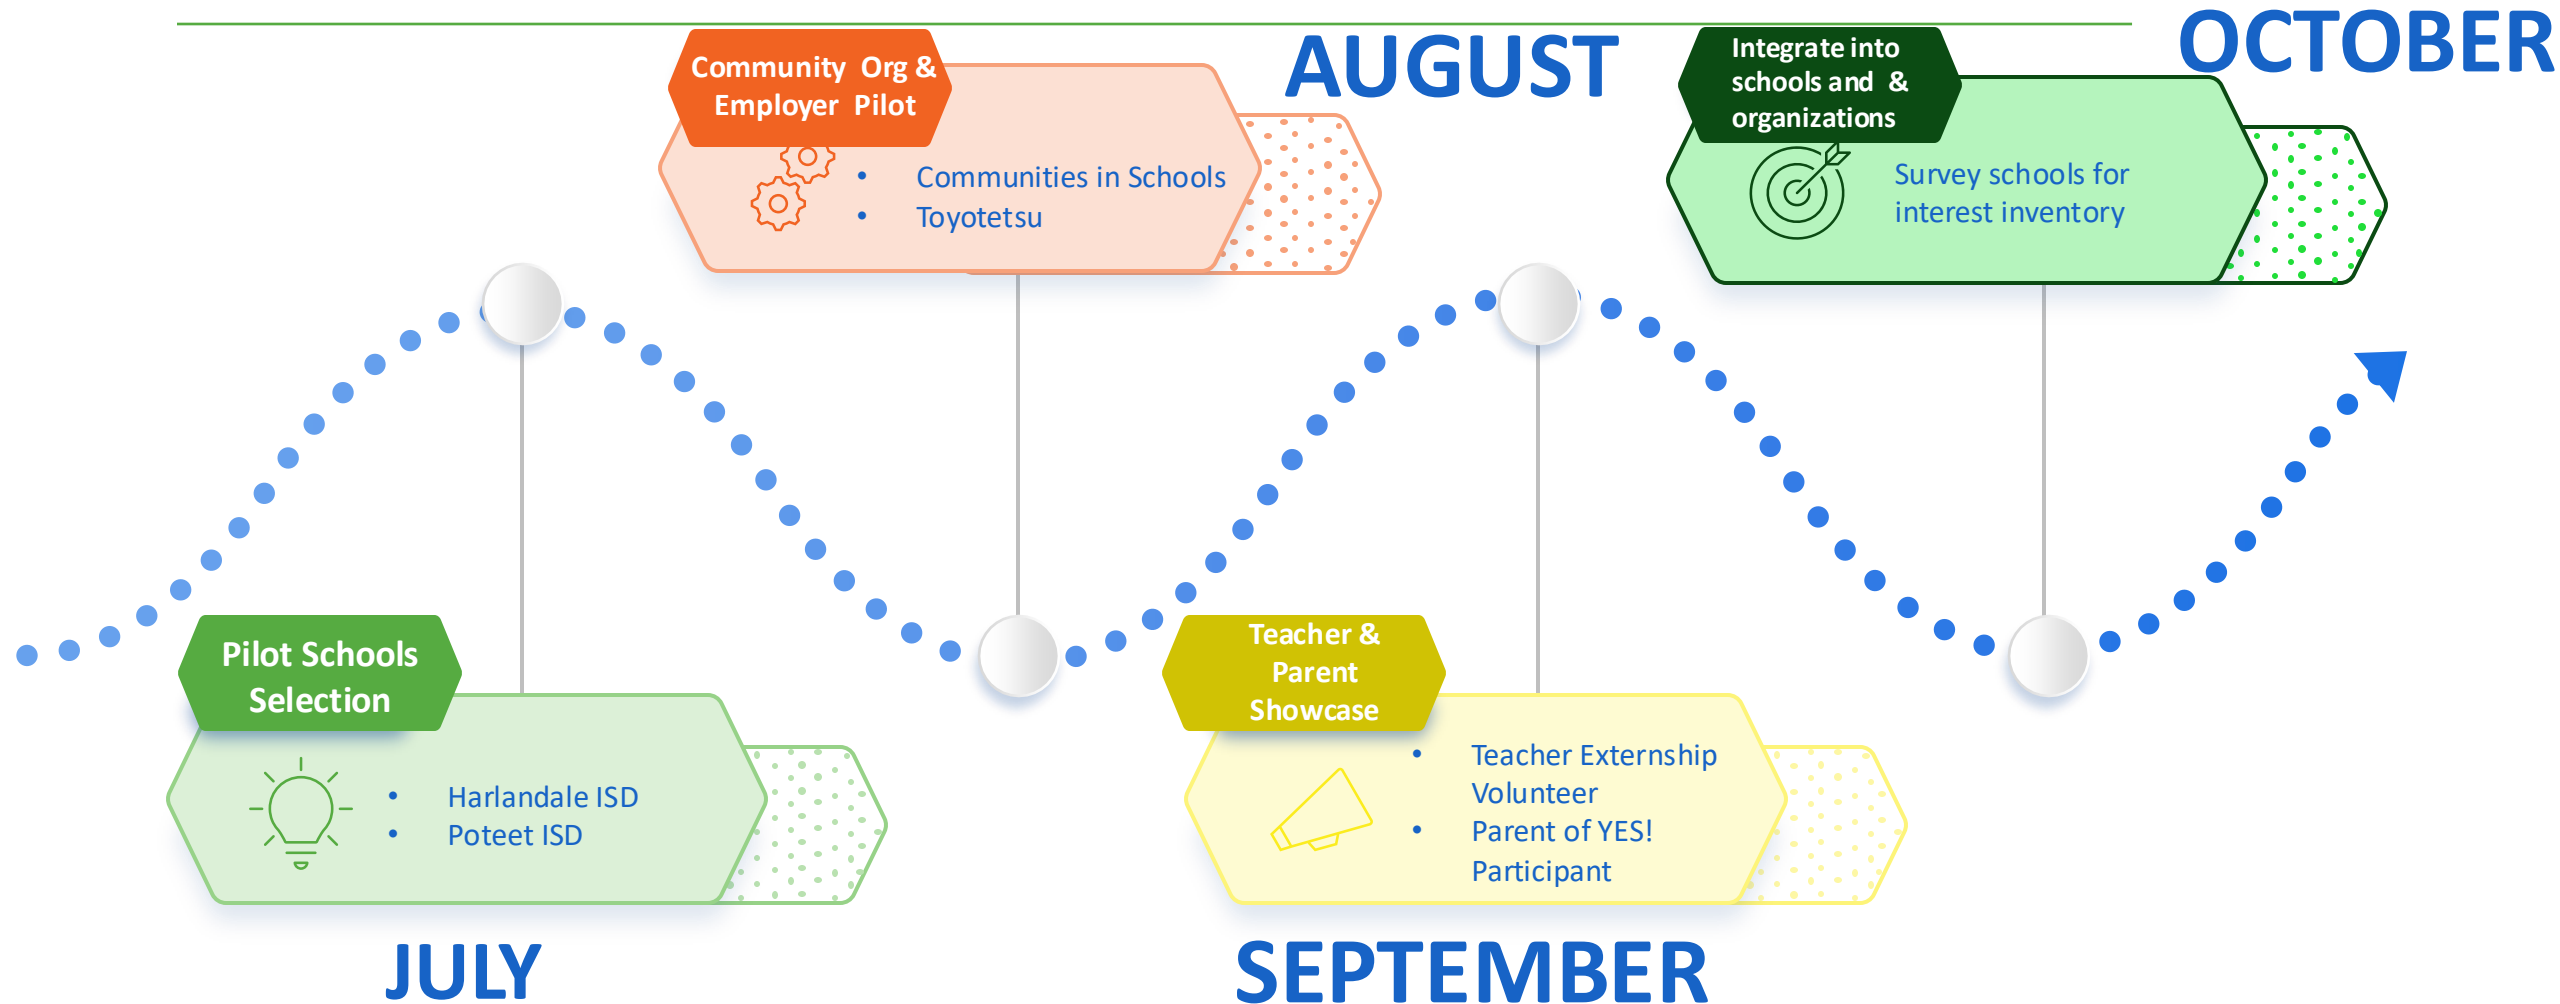 OCTOBER
AUGUST
Community Org &
Employer Pilot
• Communities in Schools
• Toyotetsu
Integrate into
schools and &
organizations
Survey schools for
interest inventory
Pilot Schools
Selection
• Harlandale ISD
• Poteet ISD
JULY
Teacher &
Parent
Showcase
• Teacher Externship
Volunteer
• Parent of YES!
Participant
SEPTEMBER